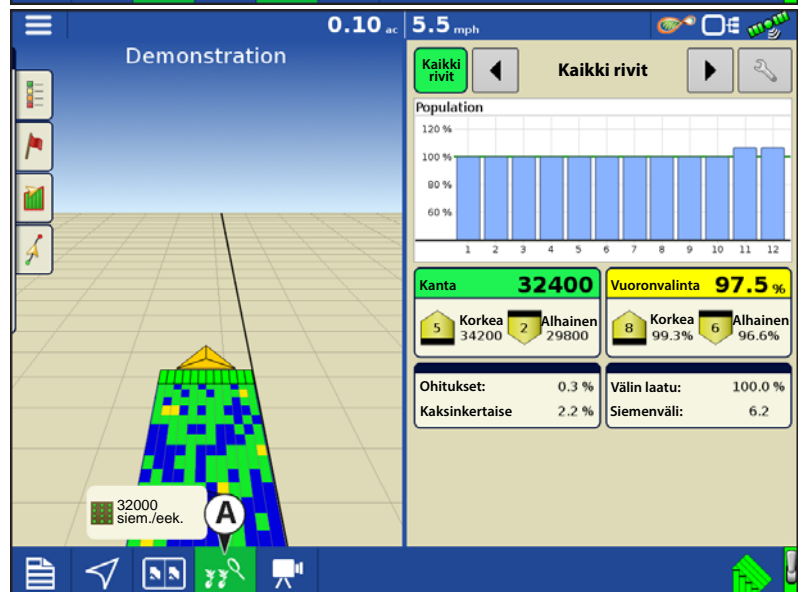 0.10 ac 5.5 mph
Demonstration
Kaikki rivit
Kaikki rivit
Population
120 %
100 %
80 %
60 %
1 2 3 4 5 6 7 8 9 10 11 12
Kanta 32400
5 Korkea 34200 2 Alhainen 29800
Vuoronvalinta 97.5 %
8 Korkea 99.3% 6 Alhainen 96.6%
Ohitukset: 0.3 %
Kaksinkertaise 2.2 %
Välin laatu: 100.0 %
Siemenväli: 6.2
32000
siem./eek.
A